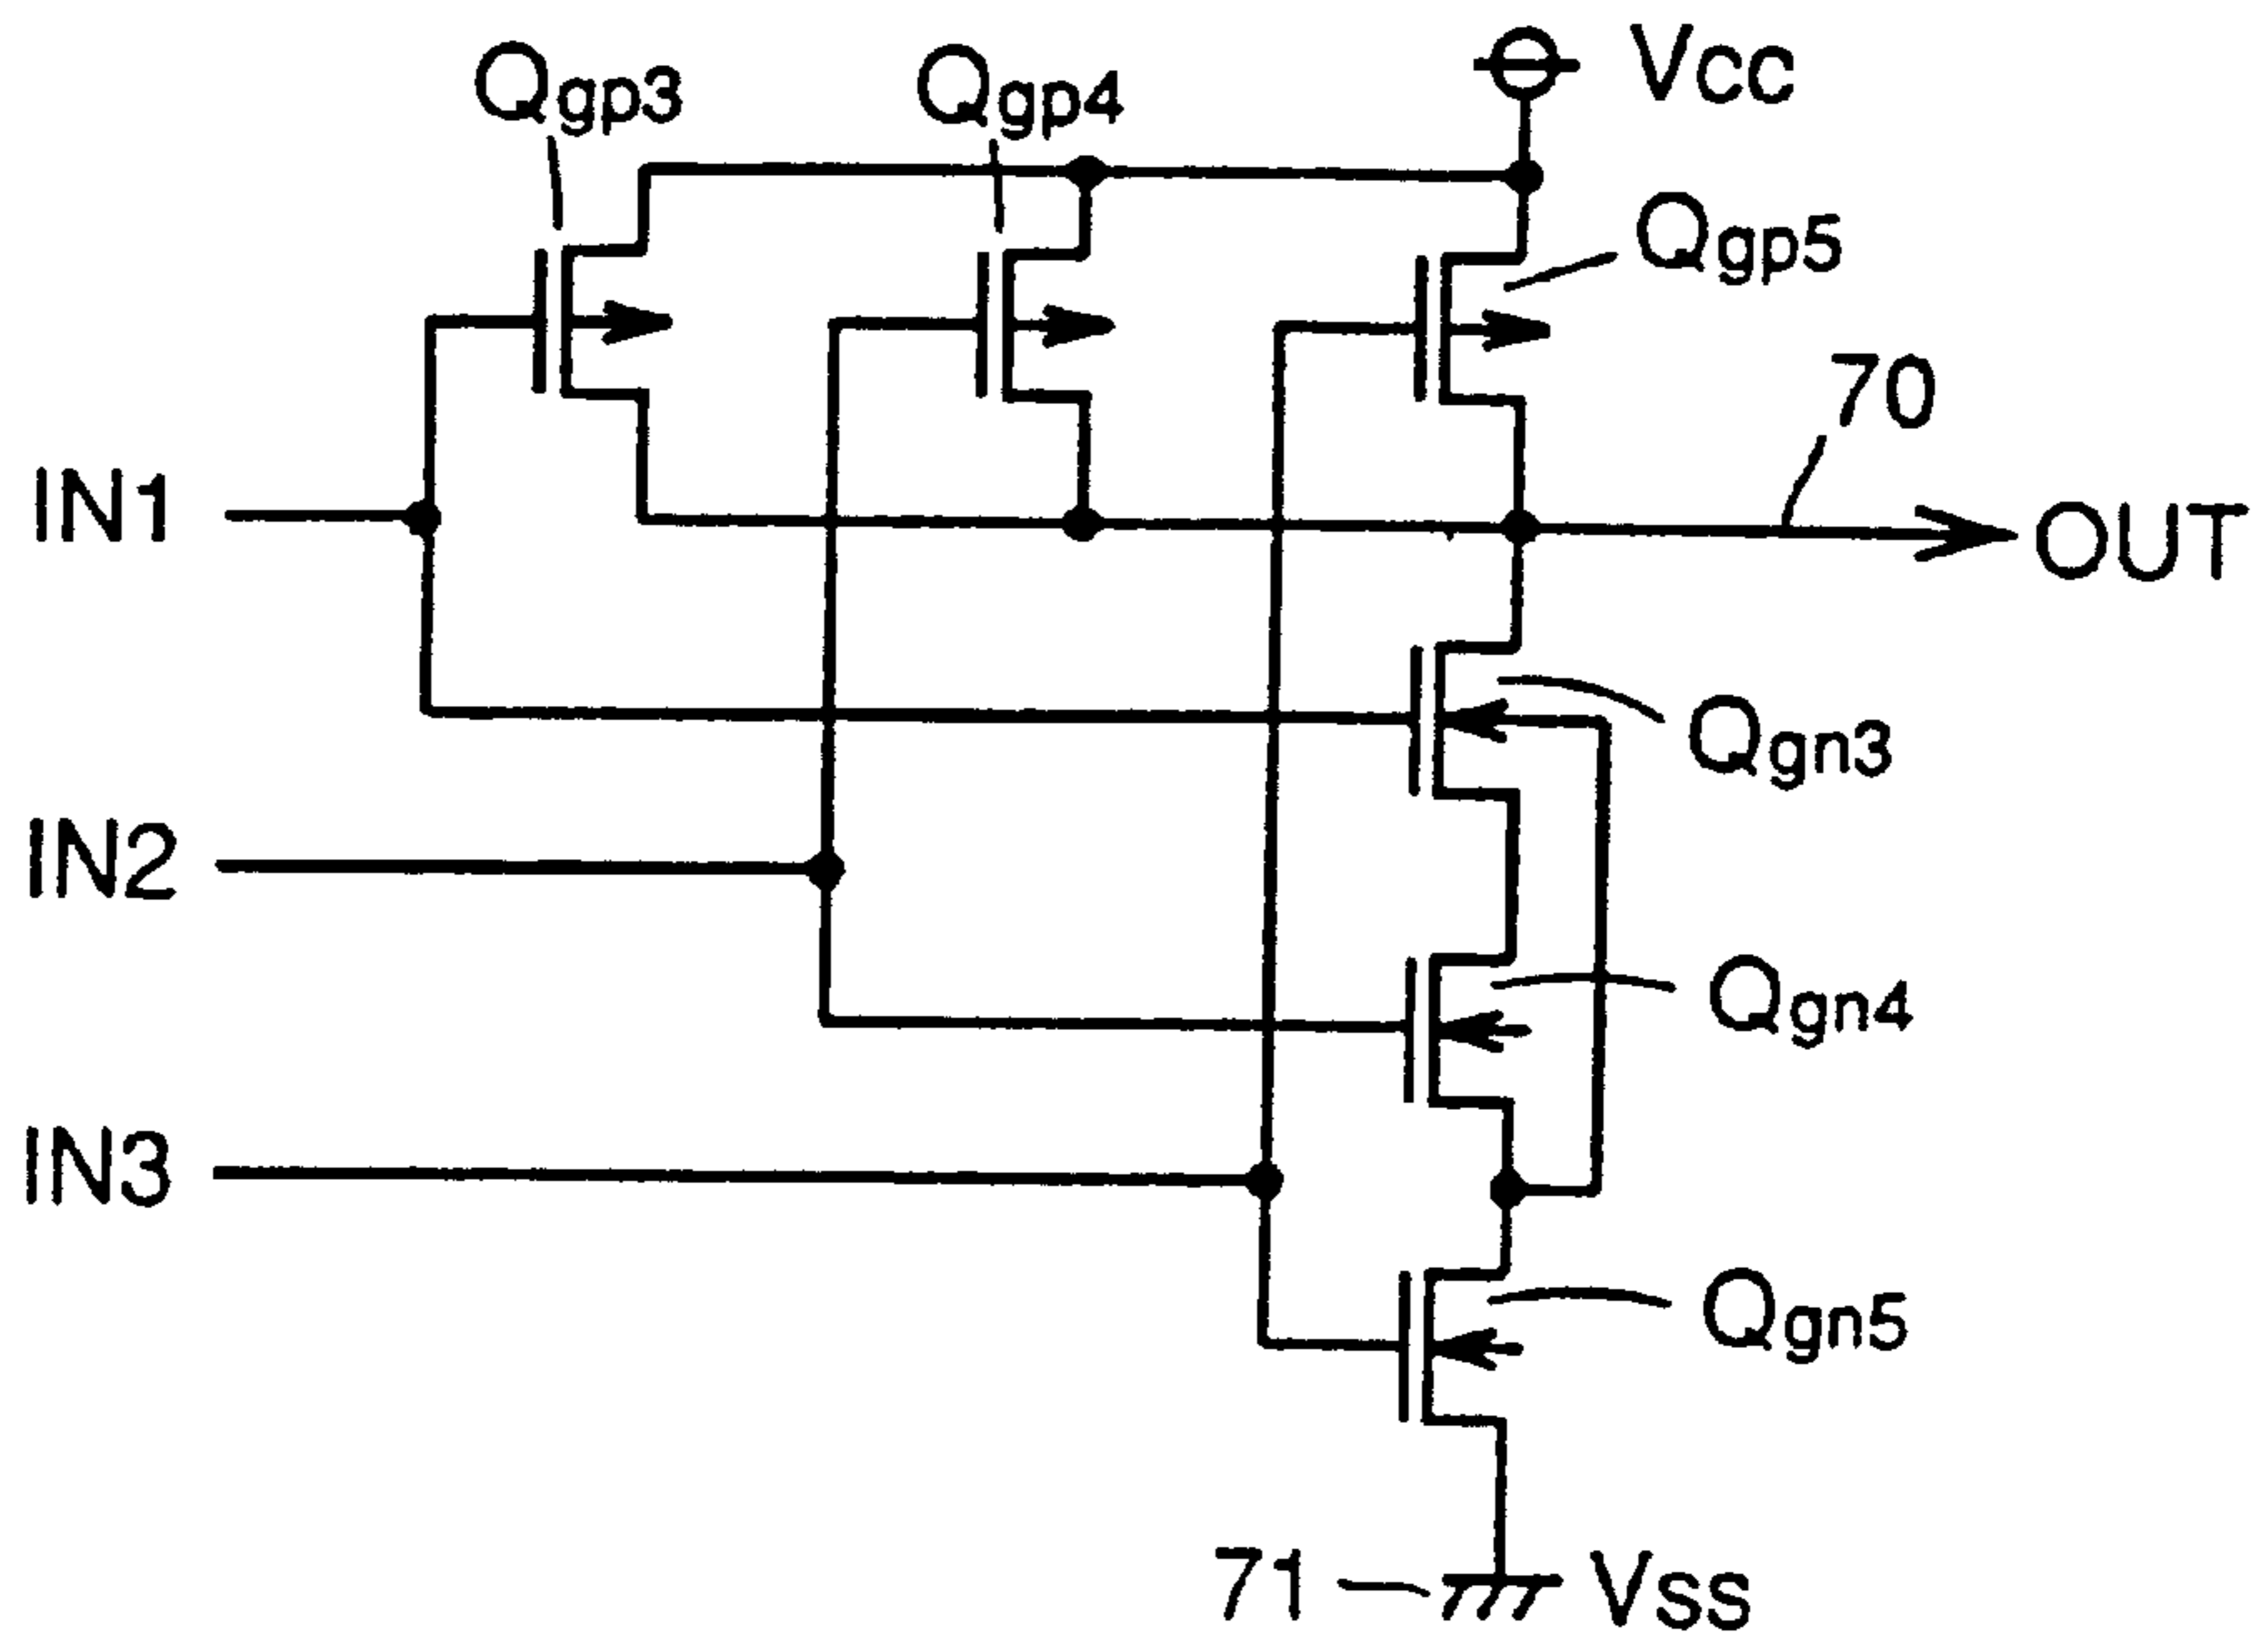 Qgp3
Qgp4
Vcc
Qgp5
70
IN1
OUT
Qgn3
IN2
Qgn4
IN3
Qgn5
71
Vss